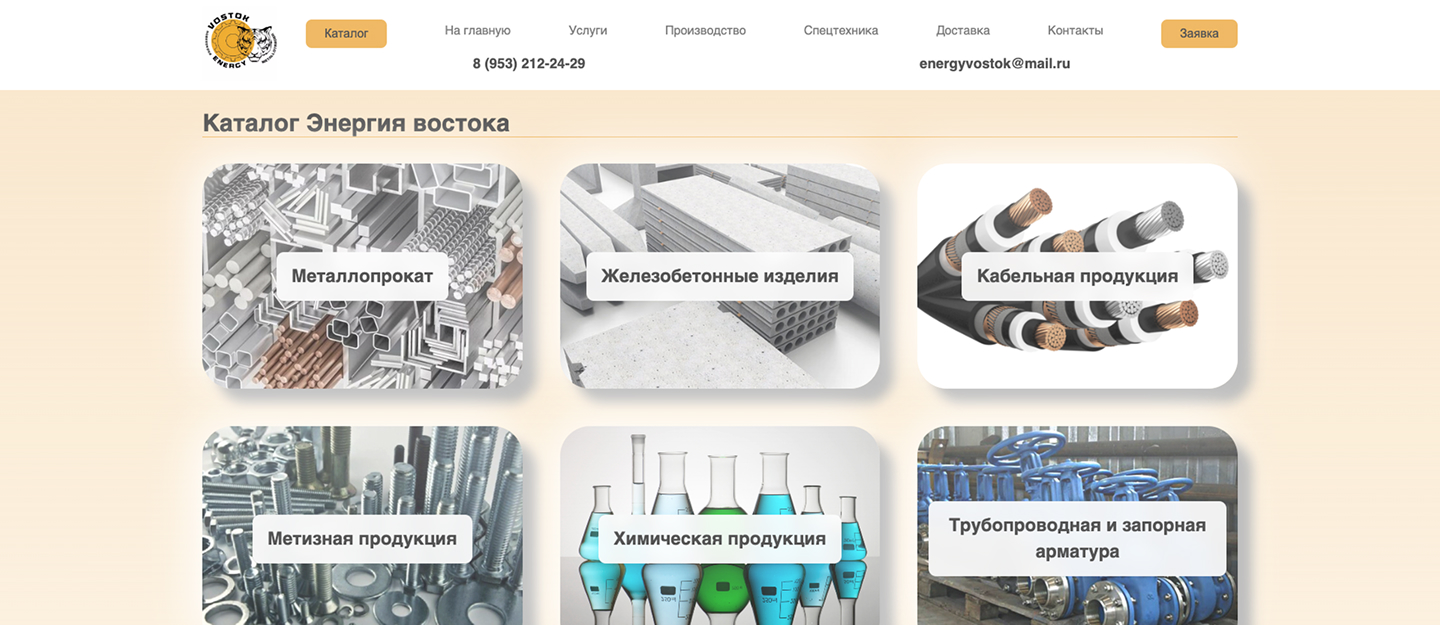 VOSTOK
ENERGY
Каталог
На главную
Услуги
Производство
Спецтехника
Доставка
Контакты
Заявка
8 (953) 212-24-29
energyvostok@mail.ru
Каталог Энергия востока
Металлопрокат
Железобетонные изделия
Кабельная продукция
Метизная продукция
Химическая продукция
Трубопроводная и запорная
арматура